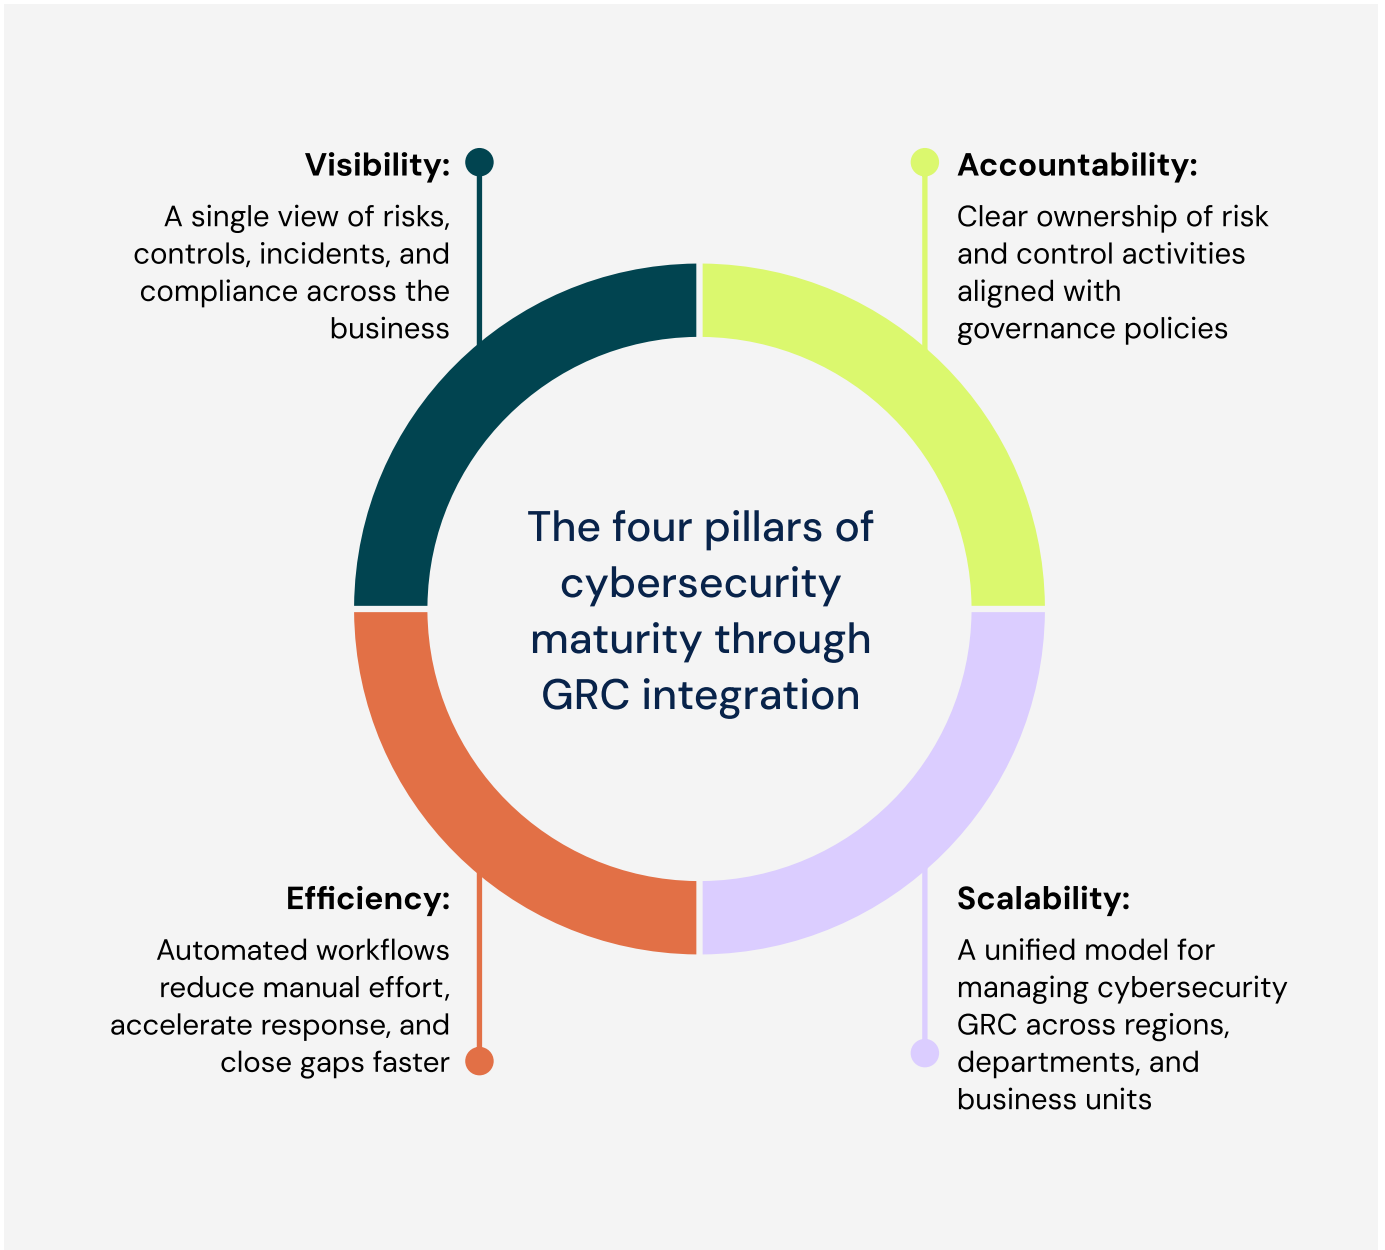 Visibility:
A single view of risks,
controls, incidents, and
compliance across the
business
Accountability:
Clear ownership of risk
and control activities
aligned with
governance policies
The four pillars of
cybersecurity
maturity through
GRC integration
Efficiency:
Automated workflows
reduce manual effort,
accelerate response, and
close gaps faster
Scalability:
A unified model for
managing cybersecurity
GRC across regions,
departments, and
business units